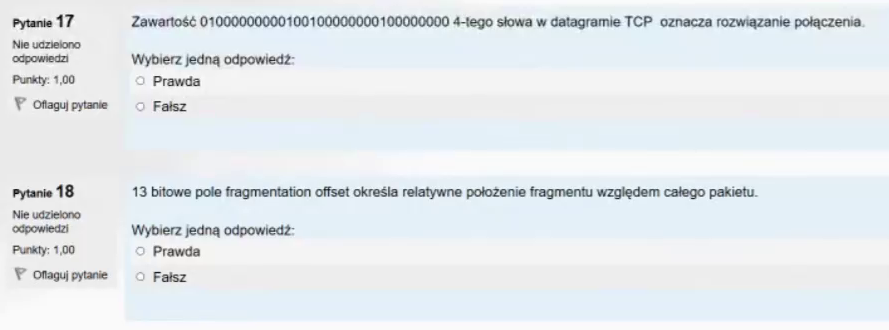 Pytanie 17
Nie udzielono
odpowiedzi
Punkty: 1,00
Oflaguj pytanie
Zawartość 01000000000100100000000100000000 4-tego słowa w datagramie TCP oznacza rozwiązanie połączenia.
Wybierz jedną odpowiedź:
Prawda
Fałsz
Pytanie 18
Nie udzielono
odpowiedzi
Punkty: 1,00
Oflaguj pytanie
13 bitowe pole fragmentation offset określa relatywne położenie fragmentu względem całego pakietu.
Wybierz jedną odpowiedź:
Prawda
Fałsz